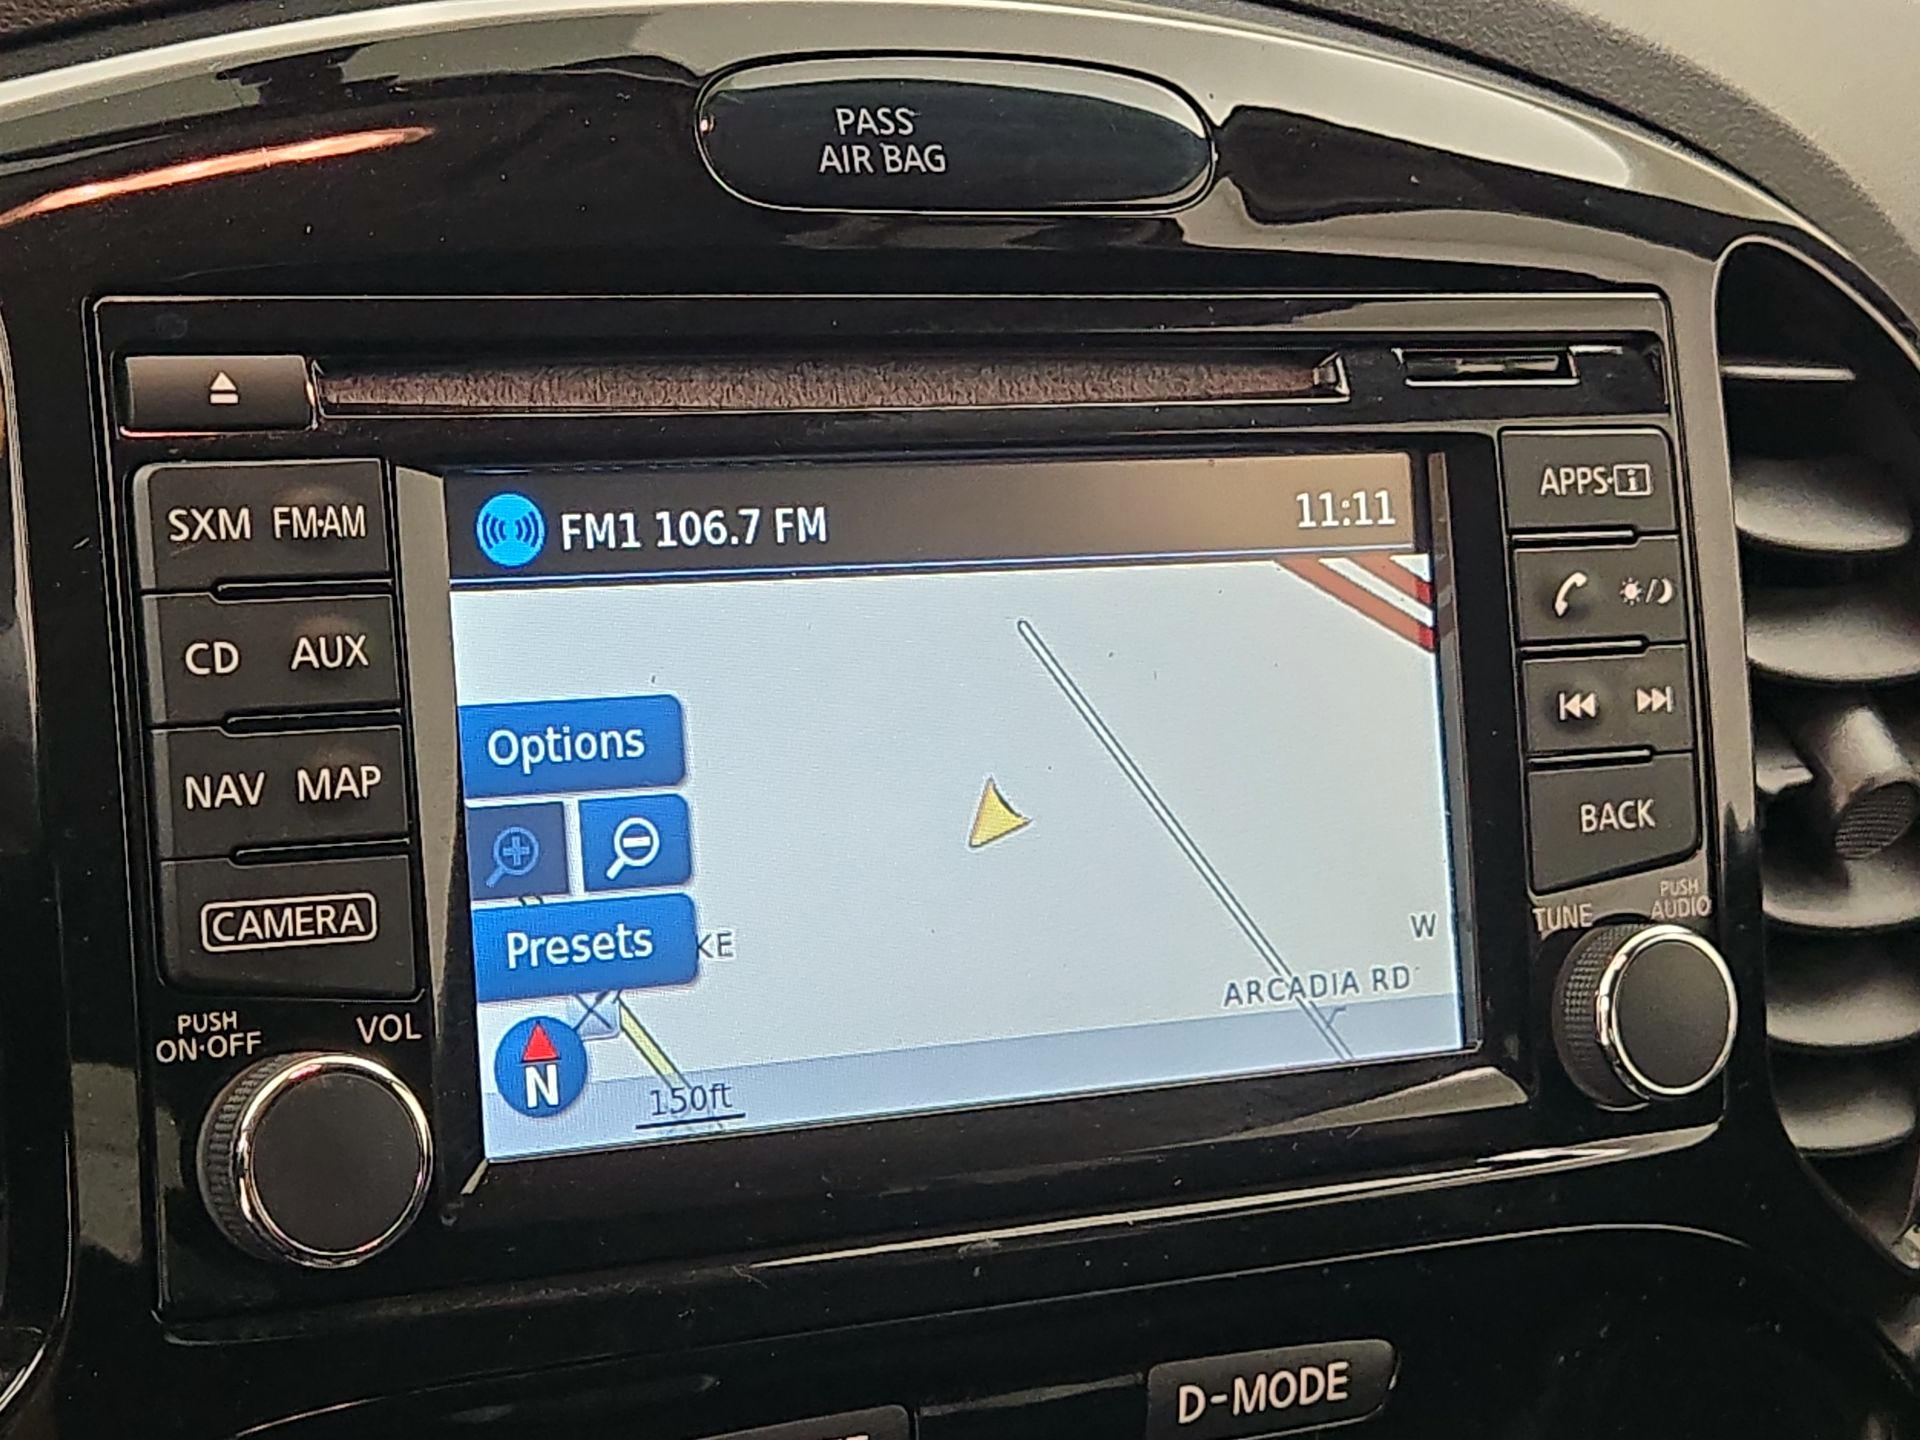 PASS
AIR BAG
SXM FM·AM
CD AUX
NAV MAP
CAMERA
PUSH
ON·OFF
VOL
FM1 106.7 FM
11:11
Options
Presets
KE
W
ARCADIA RD
N
150ft
APPS·i
BACK
TUNE
PUSH
AUDIO
D-MODE